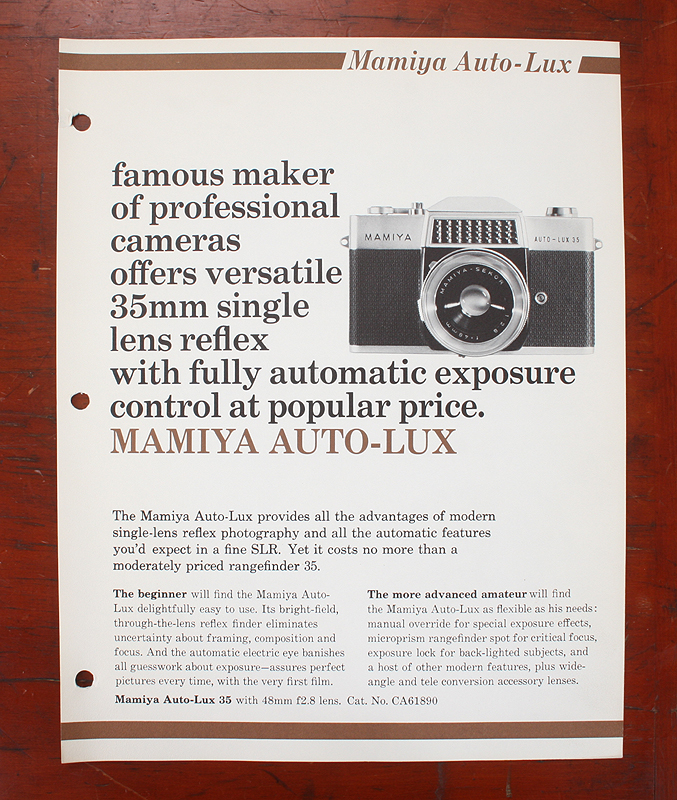 Mamiya Auto-Lux
famous maker
of professional
cameras
offers versatile
35mm single
lens reflex
with fully automatic exposure
control at popular price.
MAMIYA AUTO-LUX
MAMIYA
AUTO-LUX 35
MAMIYA-SEKOR
1:2.8 f=48mm
The Mamiya Auto-Lux provides all the advantages of modern
single-lens reflex photography and all the automatic features
you'd expect in a fine SLR. Yet it costs no more than a
moderately priced rangefinder 35.
The beginner will find the Mamiya Auto-
Lux delightfully easy to use. Its bright-field,
through-the-lens reflex finder eliminates
uncertainty about framing, composition and
focus. And the automatic electric eye banishes
all guesswork about exposure—assures perfect
pictures every time, with the very first film.
The more advanced amateur will find
the Mamiya Auto-Lux as flexible as his needs:
manual override for special exposure effects,
microprism rangefinder spot for critical focus,
exposure lock for back-lighted subjects, and
a host of other modern features, plus wide-
angle and tele conversion accessory lenses.
Mamiya Auto-Lux 35 with 48mm f2.8 lens. Cat. No. CA61890